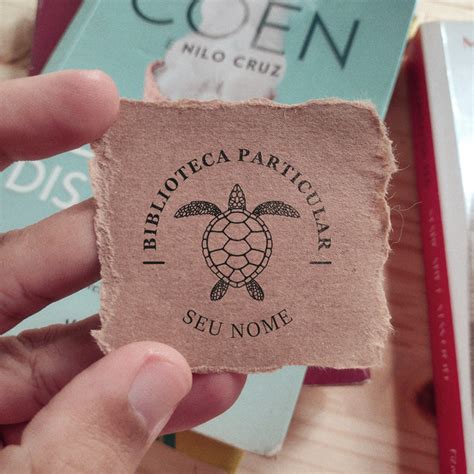 COEN
NILO CRUZ
DIS
BIBLIOTECA PARTICULAR
SEU NOME